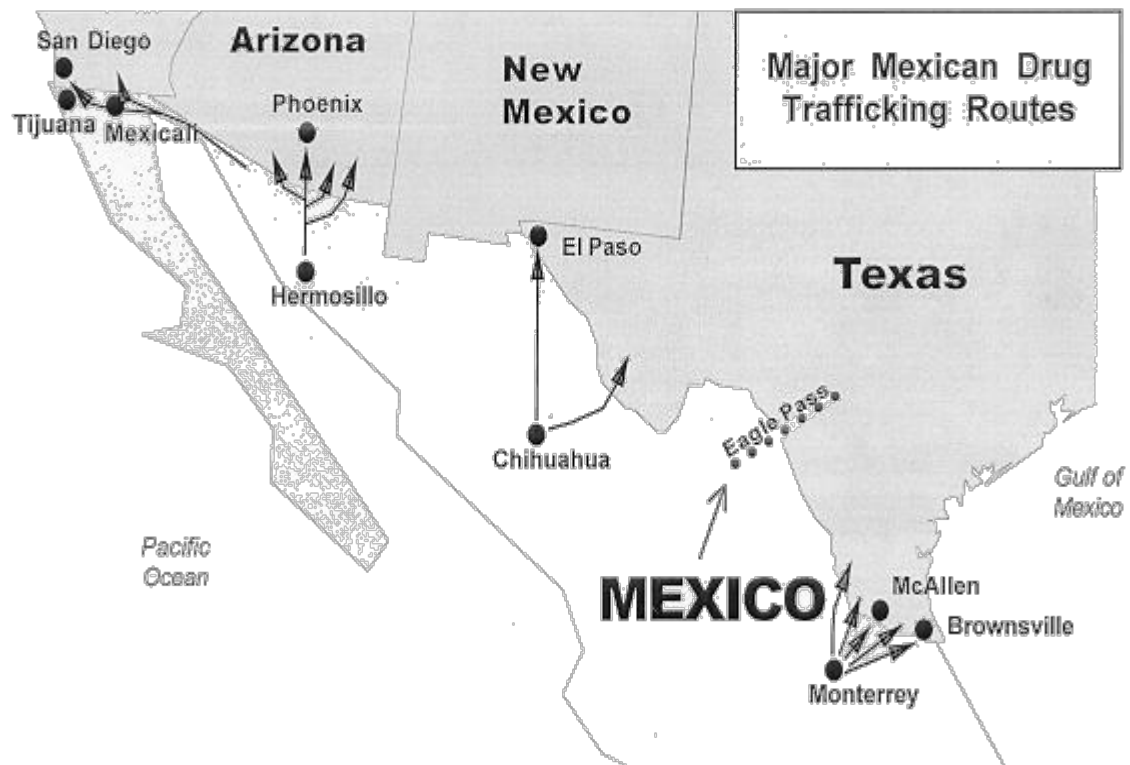 San Diego
Arizona
New
Mexico
Major Mexican Drug
Trafficking Routes
Phoenix
Tijuana
Mexicali
El Paso
Hermosillo
Texas
Eagle Pass
Chihuahua
Gulf of
Mexico
Pacific
Ocean
MEXICO
McAllen
Brownsville
Monterrey